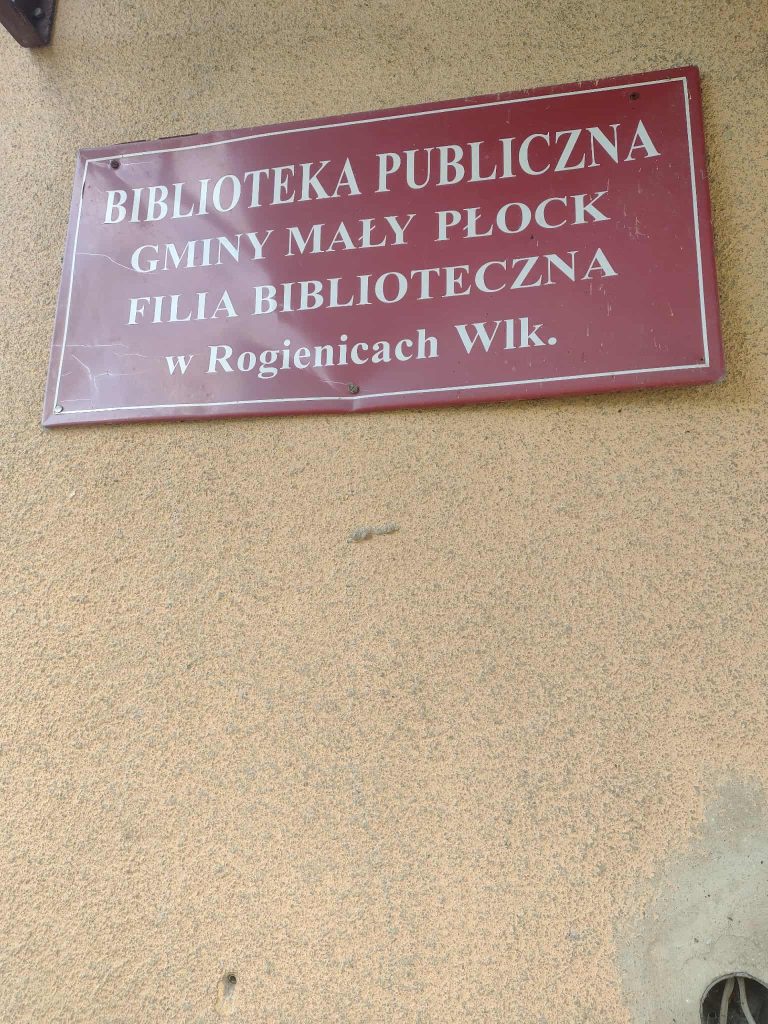 BIBLIOTEKA PUBLICZNA
GMINY MAŁY PŁOCK
FILIA BIBLIOTECZNA
w Rogienicach Wlk.